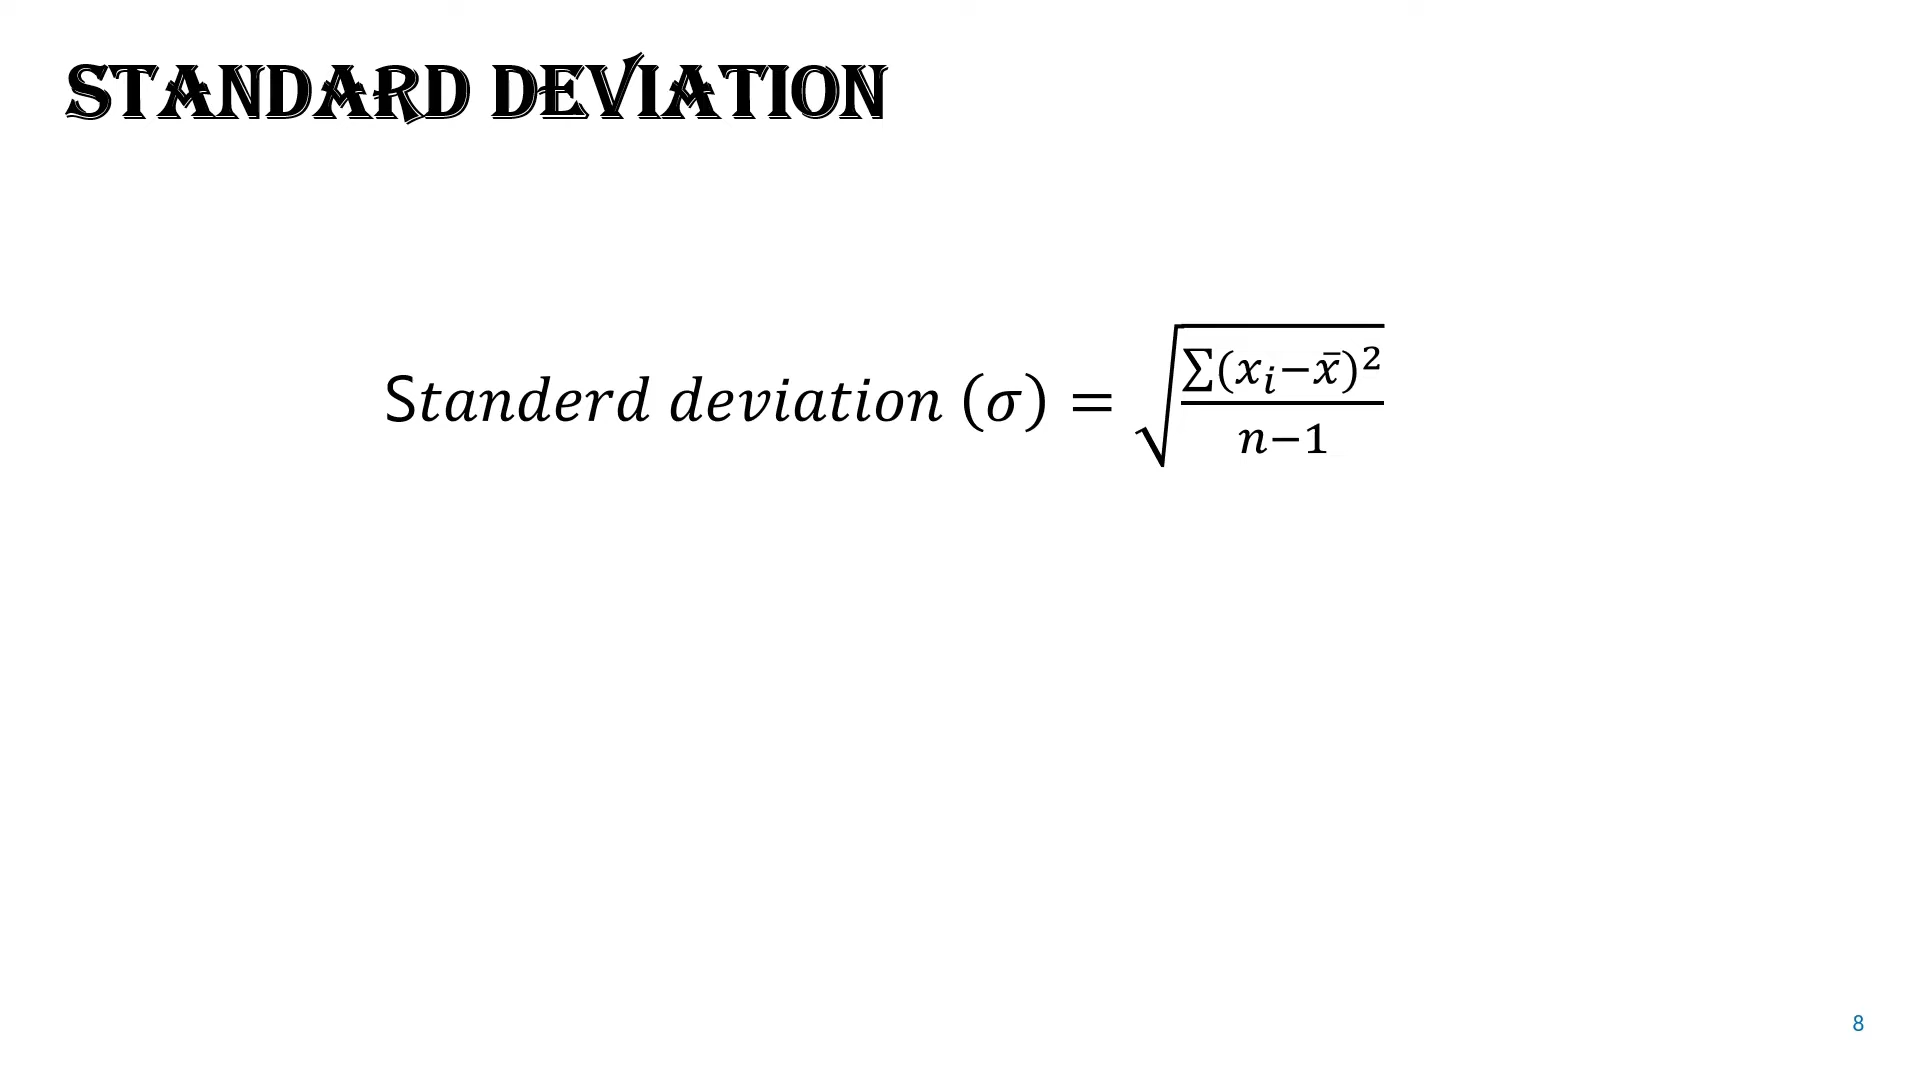 STANDARD DEVIATION
Standerd deviation (σ) = √(∑(xᵢ−x̄)²/n−1)
8